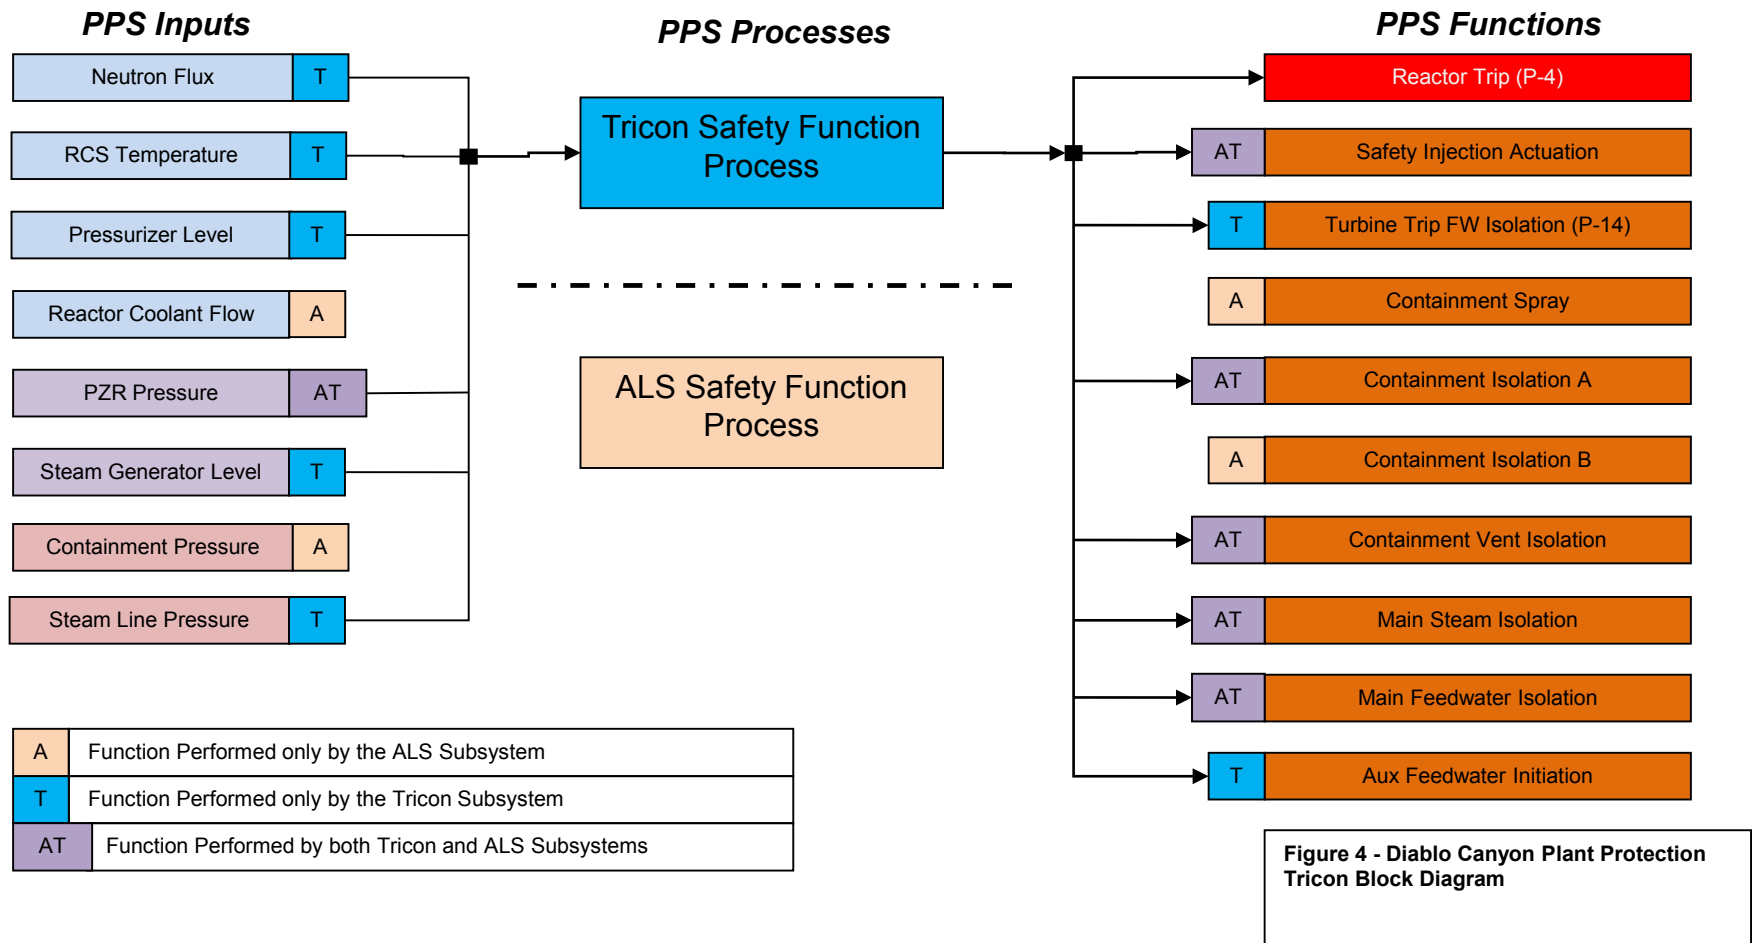 PPS Inputs
PPS Processes
PPS Functions
Neutron Flux T
RCS Temperature T
Pressurizer Level T
Reactor Coolant Flow A
PZR Pressure AT
Steam Generator Level T
Containment Pressure A
Steam Line Pressure T
Tricon Safety Function
Process
ALS Safety Function
Process
Reactor Trip (P-4)
AT Safety Injection Actuation
T Turbine Trip FW Isolation (P-14)
A Containment Spray
AT Containment Isolation A
A Containment Isolation B
AT Containment Vent Isolation
AT Main Steam Isolation
AT Main Feedwater Isolation
T Aux Feedwater Initiation
A Function Performed only by the ALS Subsystem
T Function Performed only by the Tricon Subsystem
AT Function Performed by both Tricon and ALS Subsystems
Figure 4 - Diablo Canyon Plant Protection
Tricon Block Diagram